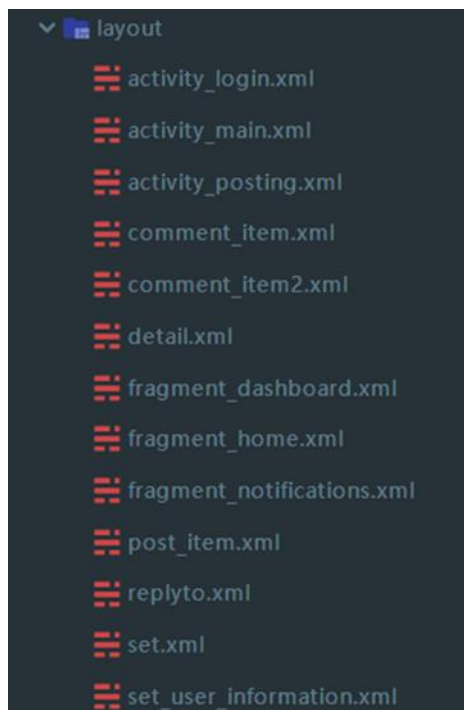 layout
activity_login.xml
activity_main.xml
activity_posting.xml
comment_item.xml
comment_item2.xml
detail.xml
fragment_dashboard.xml
fragment_home.xml
fragment_notifications.xml
post_item.xml
replyto.xml
set.xml
set_user_information.xml